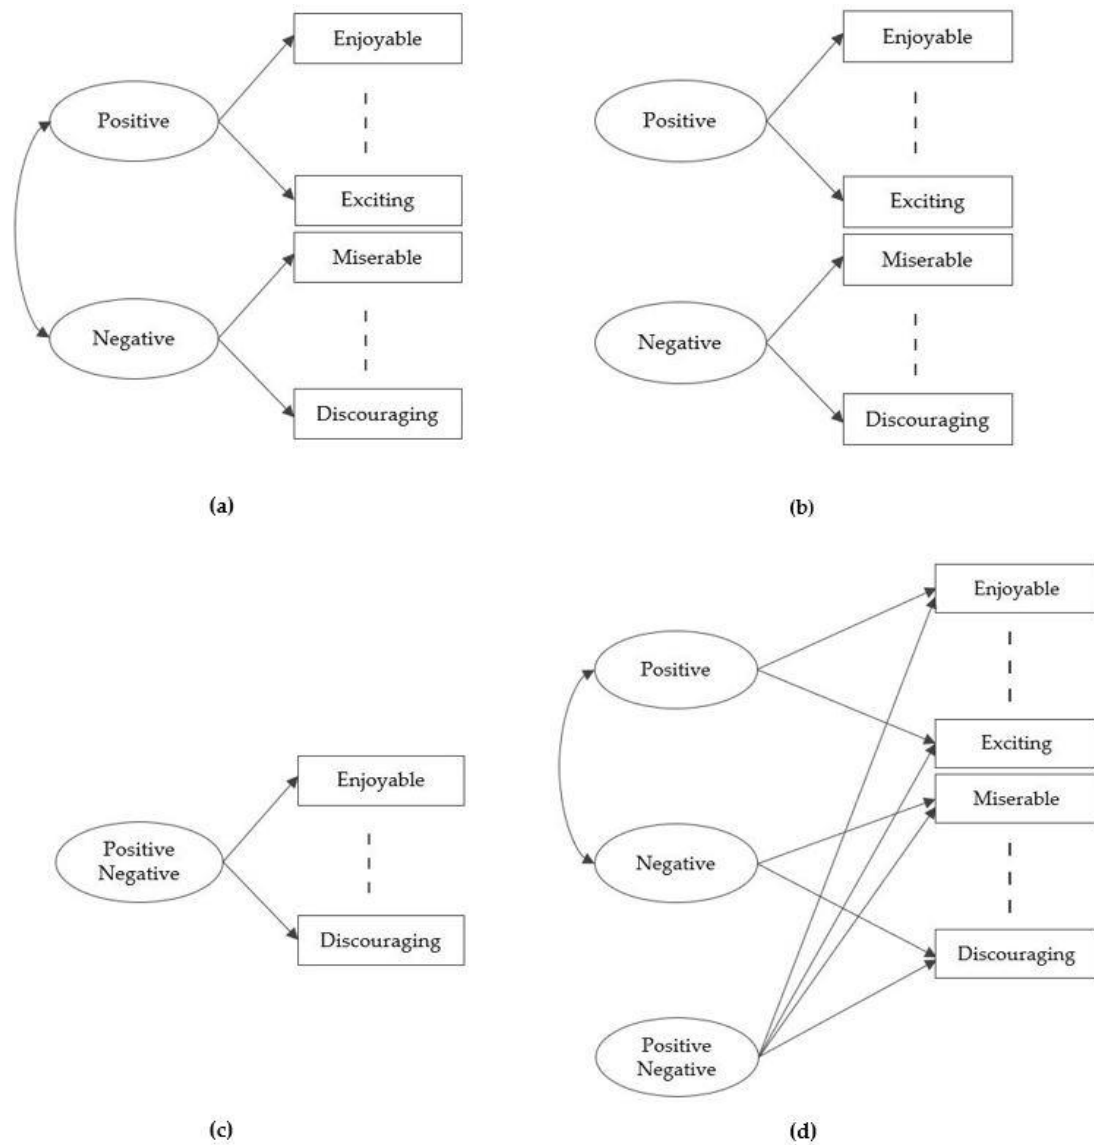 Enjoyable
Positive
Exciting
Miserable
Negative
Discouraging
(a)
Enjoyable
Positive
Exciting
Miserable
Negative
Discouraging
(b)
Enjoyable
Positive
Negative
Discouraging
(c)
Enjoyable
Positive
Exciting
Miserable
Negative
Discouraging
Positive
Negative
(d)